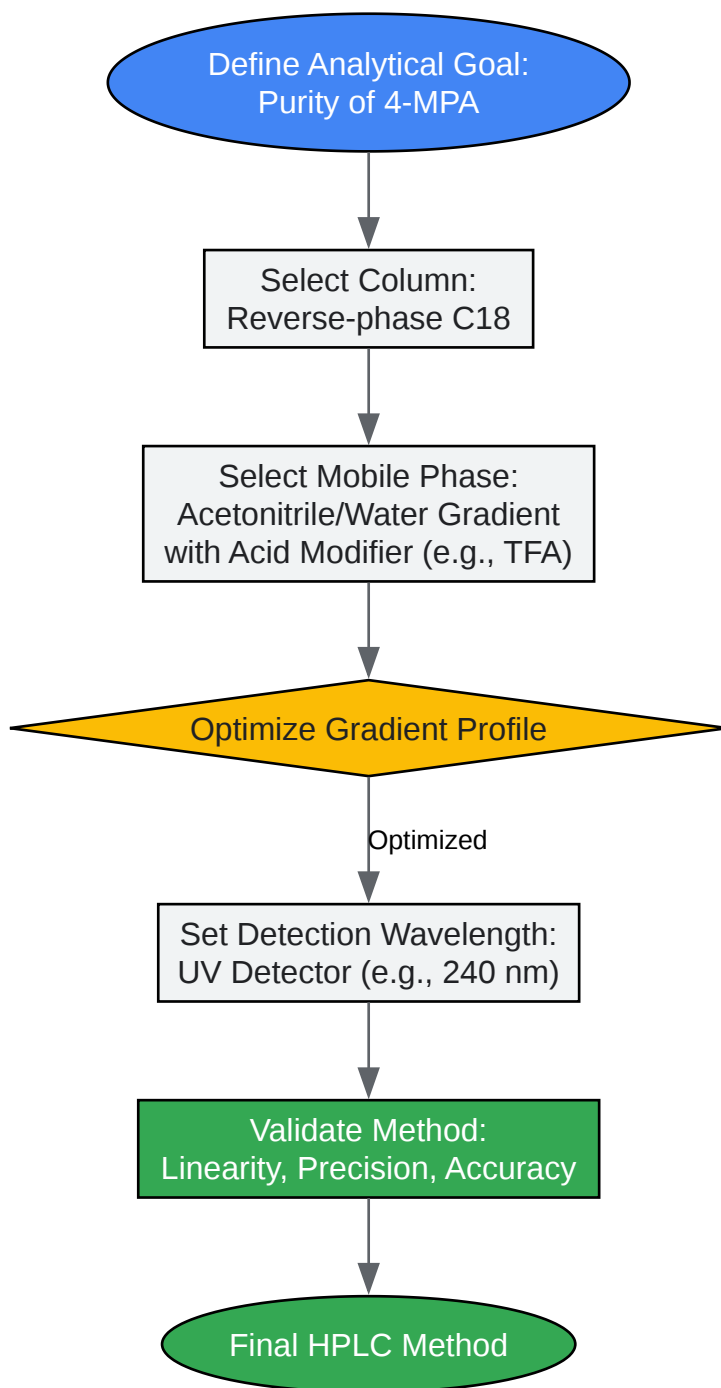 Define Analytical Goal:
Purity of 4-MPA
Select Column:
Reverse-phase C18
Select Mobile Phase:
Acetonitrile/Water Gradient
with Acid Modifier (e.g., TFA)
Optimize Gradient Profile
Optimized
Set Detection Wavelength:
UV Detector (e.g., 240 nm)
Validate Method:
Linearity, Precision, Accuracy
Final HPLC Method